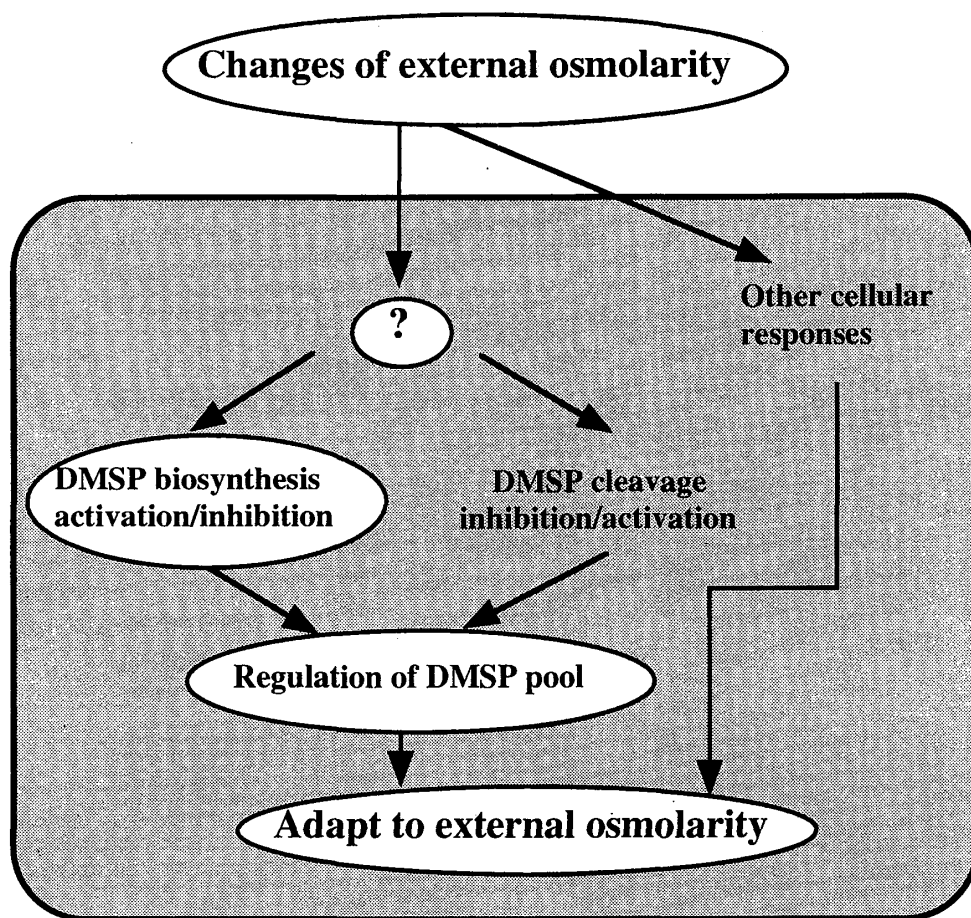 Changes of external osmolarity
?
Other cellular
responses
DMSP biosynthesis
activation/inhibition
DMSP cleavage
inhibition/activation
Regulation of DMSP pool
Adapt to external osmolarity